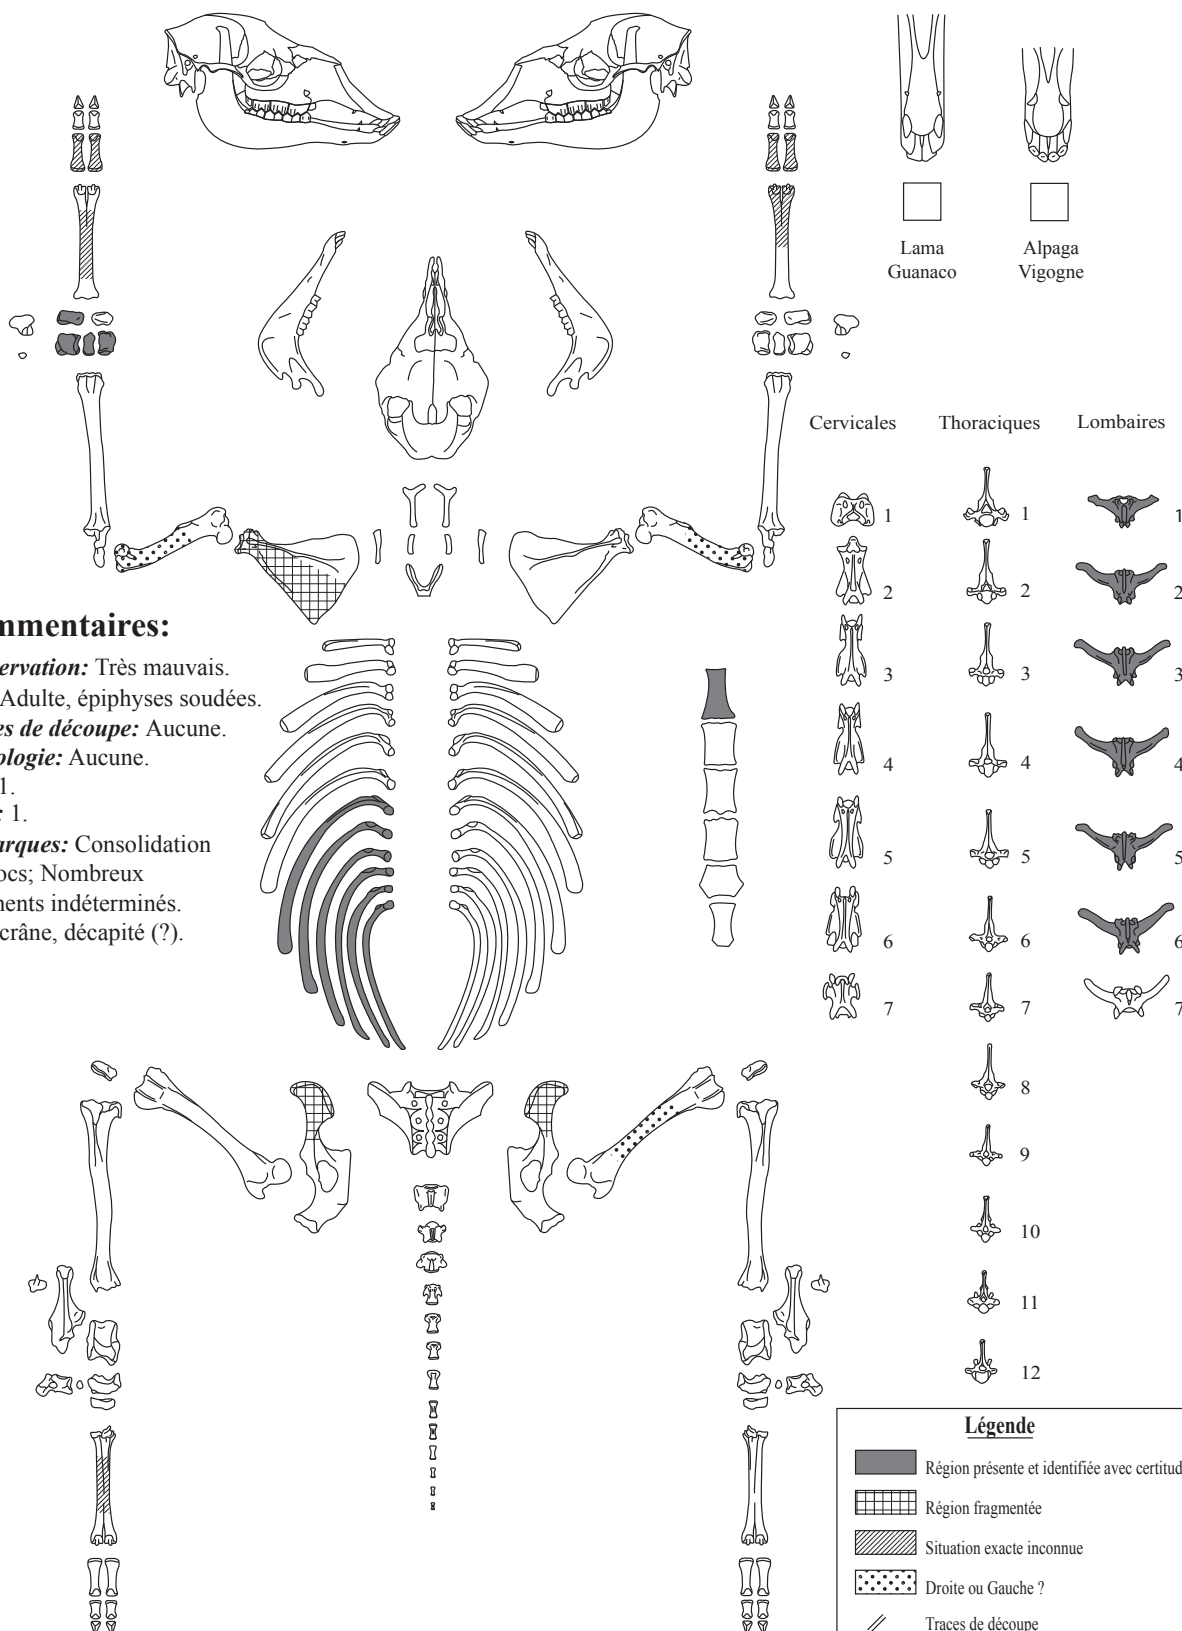 Lama
Guanaco
Alpaga
Vigogne
Cervicales
Thoraciques
Lombaires
1
2
3
4
5
6
7
1
2
3
4
5
6
7
8
9
10
11
12
1
2
3
4
5
6
7
mmentaires:
ervation: Très mauvais.
Adulte, épiphyses soudées.
es de découpe: Aucune.
ologie: Aucune.
1.
: 1.
arques: Consolidation
ocs; Nombreux
ments indéterminés.
crâne, décapité (?).
Légende
Région présente et identifiée avec certitud
Région fragmentée
Situation exacte inconnue
Droite ou Gauche ?
Traces de découpe